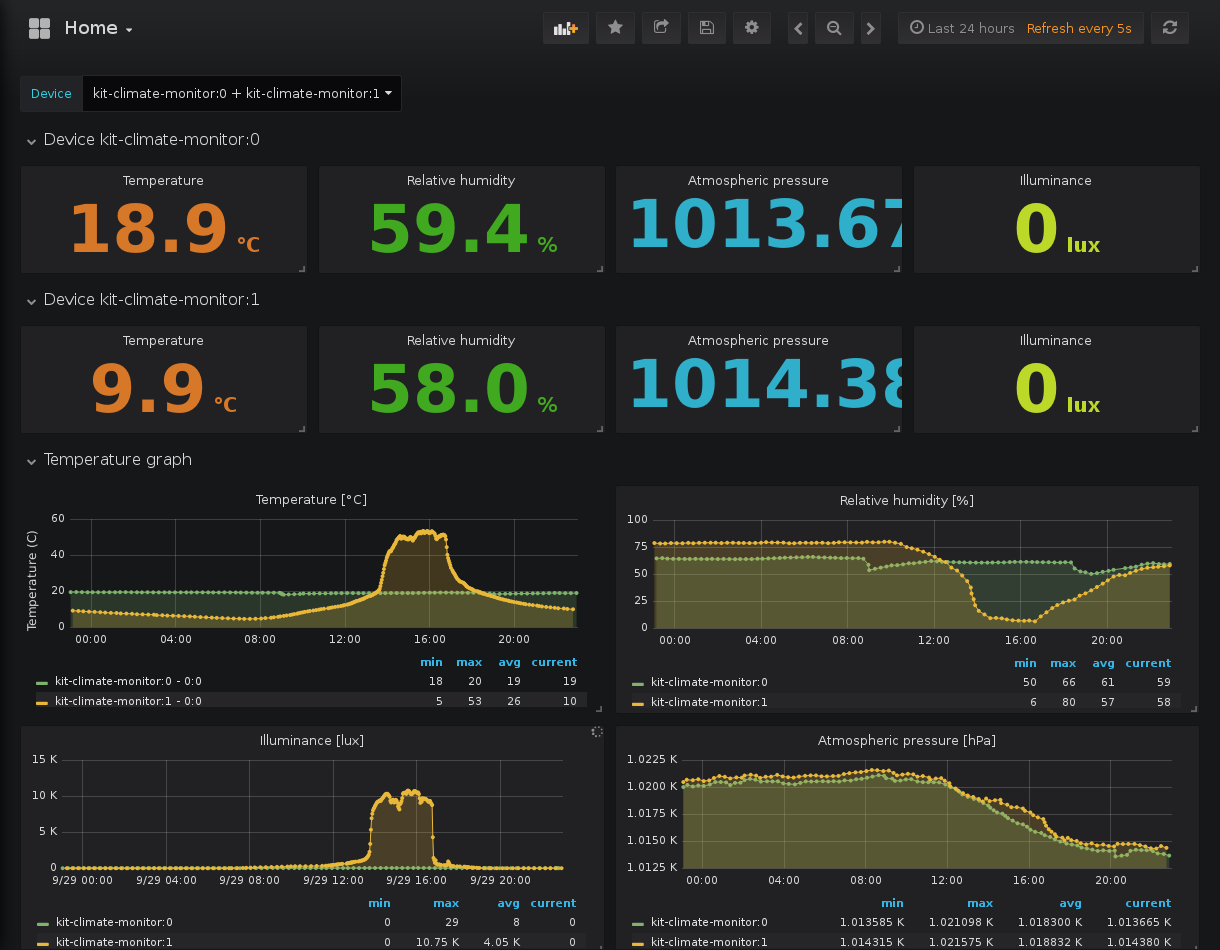 Home
Last 24 hours Refresh every 5s
Device kit-climate-monitor:0 + kit-climate-monitor:1
Device kit-climate-monitor:0
Temperature Relative humidity Atmospheric pressure Illuminance
18.9 °C 59.4 % 1013.67 0 lux
Device kit-climate-monitor:1
Temperature Relative humidity Atmospheric pressure Illuminance
9.9 °C 58.0 % 1014.38 0 lux
Temperature graph
Temperature [°C]
Temperature (C)
60
40
20
0
00:00 04:00 08:00 12:00 16:00 20:00
min max avg current
kit-climate-monitor:0 - 0:0 18 20 19 19
kit-climate-monitor:1 - 0:0 5 53 26 10
Relative humidity [%]
100
75
50
25
0
00:00 04:00 08:00 12:00 16:00 20:00
min max avg current
kit-climate-monitor:0 50 66 61 59
kit-climate-monitor:1 6 80 57 58
Illuminance [lux]
15 K
10 K
5 K
0
9/29 00:00 9/29 04:00 9/29 08:00 9/29 12:00 9/29 16:00 9/29 20:00
min max avg current
kit-climate-monitor:0 0 29 8 0
kit-climate-monitor:1 0 10.75 K 4.05 K 0
Atmospheric pressure [hPa]
1.0225 K
1.0200 K
1.0175 K
1.0150 K
1.0125 K
00:00 04:00 08:00 12:00 16:00 20:00
min max avg current
kit-climate-monitor:0 1.013585 K 1.021098 K 1.018300 K 1.013665 K
kit-climate-monitor:1 1.014315 K 1.021575 K 1.018832 K 1.014380 K